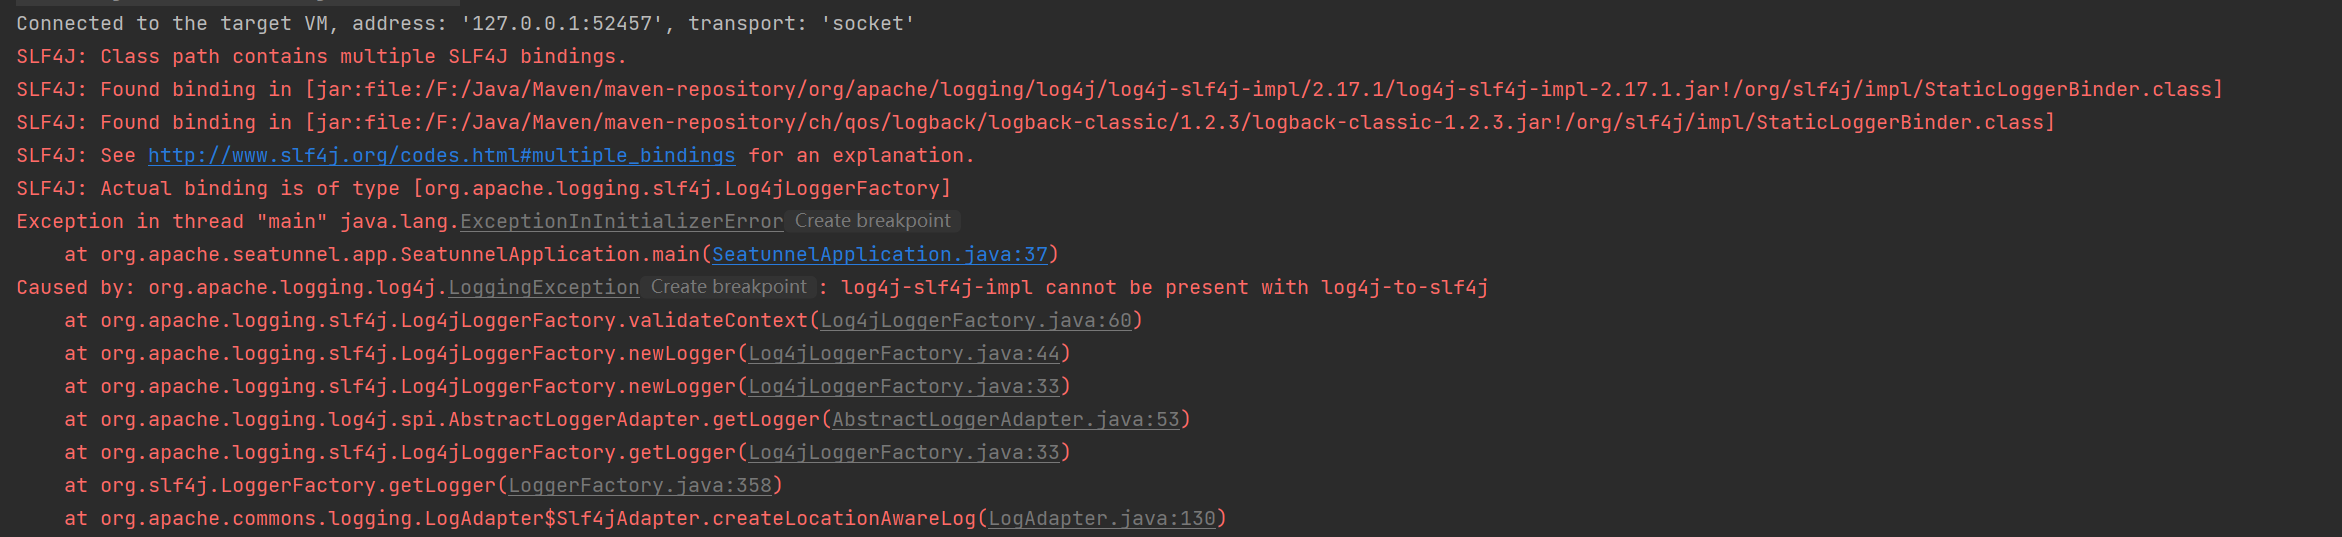 Connected to the target VM, address: '127.0.0.1:52457', transport: 'socket'
SLF4J: Class path contains multiple SLF4J bindings.
SLF4J: Found binding in [jar:file:/F:/Java/Maven/maven-repository/org/apache/logging/log4j/log4j-slf4j-impl/2.17.1/log4j-slf4j-impl-2.17.1.jar!/org/slf4j/impl/StaticLoggerBinder.class]
SLF4J: Found binding in [jar:file:/F:/Java/Maven/maven-repository/ch/qos/logback/logback-classic/1.2.3/logback-classic-1.2.3.jar!/org/slf4j/impl/StaticLoggerBinder.class]
SLF4J: See http://www.slf4j.org/codes.html#multiple_bindings for an explanation.
SLF4J: Actual binding is of type [org.apache.logging.slf4j.Log4jLoggerFactory]
Exception in thread "main" java.lang.ExceptionInInitializerError Create breakpoint
    at org.apache.seatunnel.app.SeatunnelApplication.main(SeatunnelApplication.java:37)
Caused by: org.apache.logging.log4j.LoggingException Create breakpoint : log4j-slf4j-impl cannot be present with log4j-to-slf4j
    at org.apache.logging.slf4j.Log4jLoggerFactory.validateContext(Log4jLoggerFactory.java:60)
    at org.apache.logging.slf4j.Log4jLoggerFactory.newLogger(Log4jLoggerFactory.java:44)
    at org.apache.logging.slf4j.Log4jLoggerFactory.newLogger(Log4jLoggerFactory.java:33)
    at org.apache.logging.log4j.spi.AbstractLoggerAdapter.getLogger(AbstractLoggerAdapter.java:53)
    at org.apache.logging.slf4j.Log4jLoggerFactory.getLogger(Log4jLoggerFactory.java:33)
    at org.slf4j.LoggerFactory.getLogger(LoggerFactory.java:358)
    at org.apache.commons.logging.LogAdapter$Slf4jAdapter.createLocationAwareLog(LogAdapter.java:130)